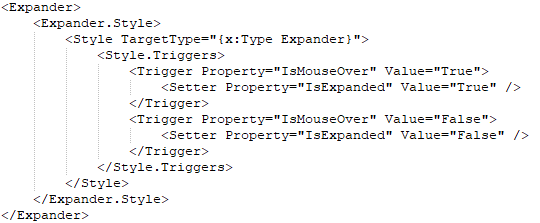 <Expander>
    <Expander.Style>
        <Style TargetType="{x:Type Expander}">
            <Style.Triggers>
                <Trigger Property="IsMouseOver" Value="True">
                    <Setter Property="IsExpanded" Value="True" />
                </Trigger>
                <Trigger Property="IsMouseOver" Value="False">
                    <Setter Property="IsExpanded" Value="False" />
                </Trigger>
            </Style.Triggers>
        </Style>
    </Expander.Style>
</Expander>